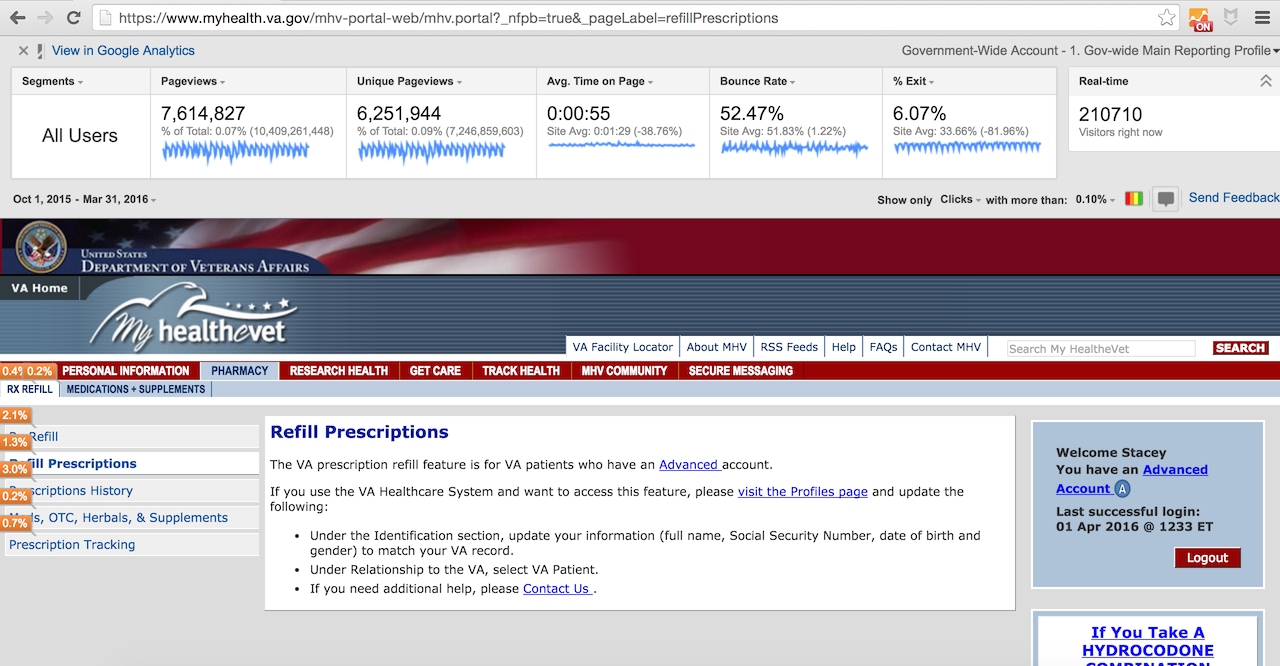 https://www.myhealth.va.gov/mhv-portal-web/mhv.portal?_nfpb=true&_pageLabel=refillPrescriptions
ON
View in Google Analytics
Government-Wide Account - 1. Gov-wide Main Reporting Profile
Segments Pageviews Unique Pageviews Avg. Time on Page Bounce Rate % Exit Real-time
All Users
7,614,827 6,251,944 0:00:55 52.47% 6.07% 210710
% of Total: 0.07% (10,409,261,448) % of Total: 0.09% (7,246,859,603) Site Avg: 0:01:29 (-38.76%) Site Avg: 51.83% (1.22%) Site Avg: 33.66% (-81.96%) Visitors right now
Oct 1, 2015 - Mar 31, 2016
Show only Clicks with more than: 0.10% Send Feedback
United States
Department of Veterans Affairs
VA Home
My healthevet
VA Facility Locator About MHV RSS Feeds Help FAQs Contact MHV Search My HealtheVet SEARCH
0.4% 0.2% PERSONAL INFORMATION PHARMACY RESEARCH HEALTH GET CARE TRACK HEALTH MHV COMMUNITY SECURE MESSAGING
RX REFILL MEDICATIONS + SUPPLEMENTS
2.1%
Refill
1.3%
Refill Prescriptions
3.0%
Prescriptions History
0.2%
Meds, OTC, Herbals, & Supplements
0.7%
Prescription Tracking
Refill Prescriptions
The VA prescription refill feature is for VA patients who have an Advanced account.
If you use the VA Healthcare System and want to access this feature, please visit the Profiles page and update the
following:
• Under the Identification section, update your information (full name, Social Security Number, date of birth and
gender) to match your VA record.
• Under Relationship to the VA, select VA Patient.
• If you need additional help, please Contact Us .
Welcome Stacey
You have an Advanced
Account A
Last successful login:
01 Apr 2016 @ 1233 ET
Logout
If You Take A
HYDROCODONE
COMBINATION